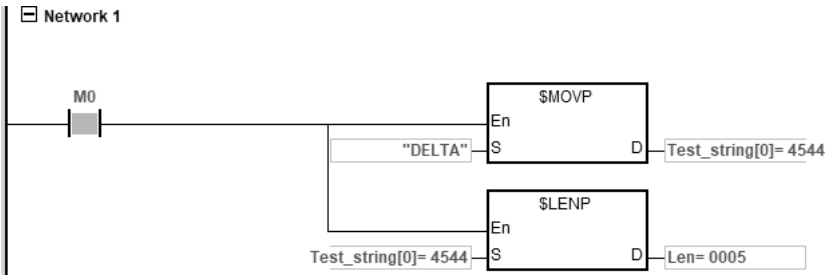 Network 1
M0
$MOVP
En
"DELTA" S D Test_string[0]= 4544
$LENP
En
Test_string[0]= 4544 S D Len= 0005